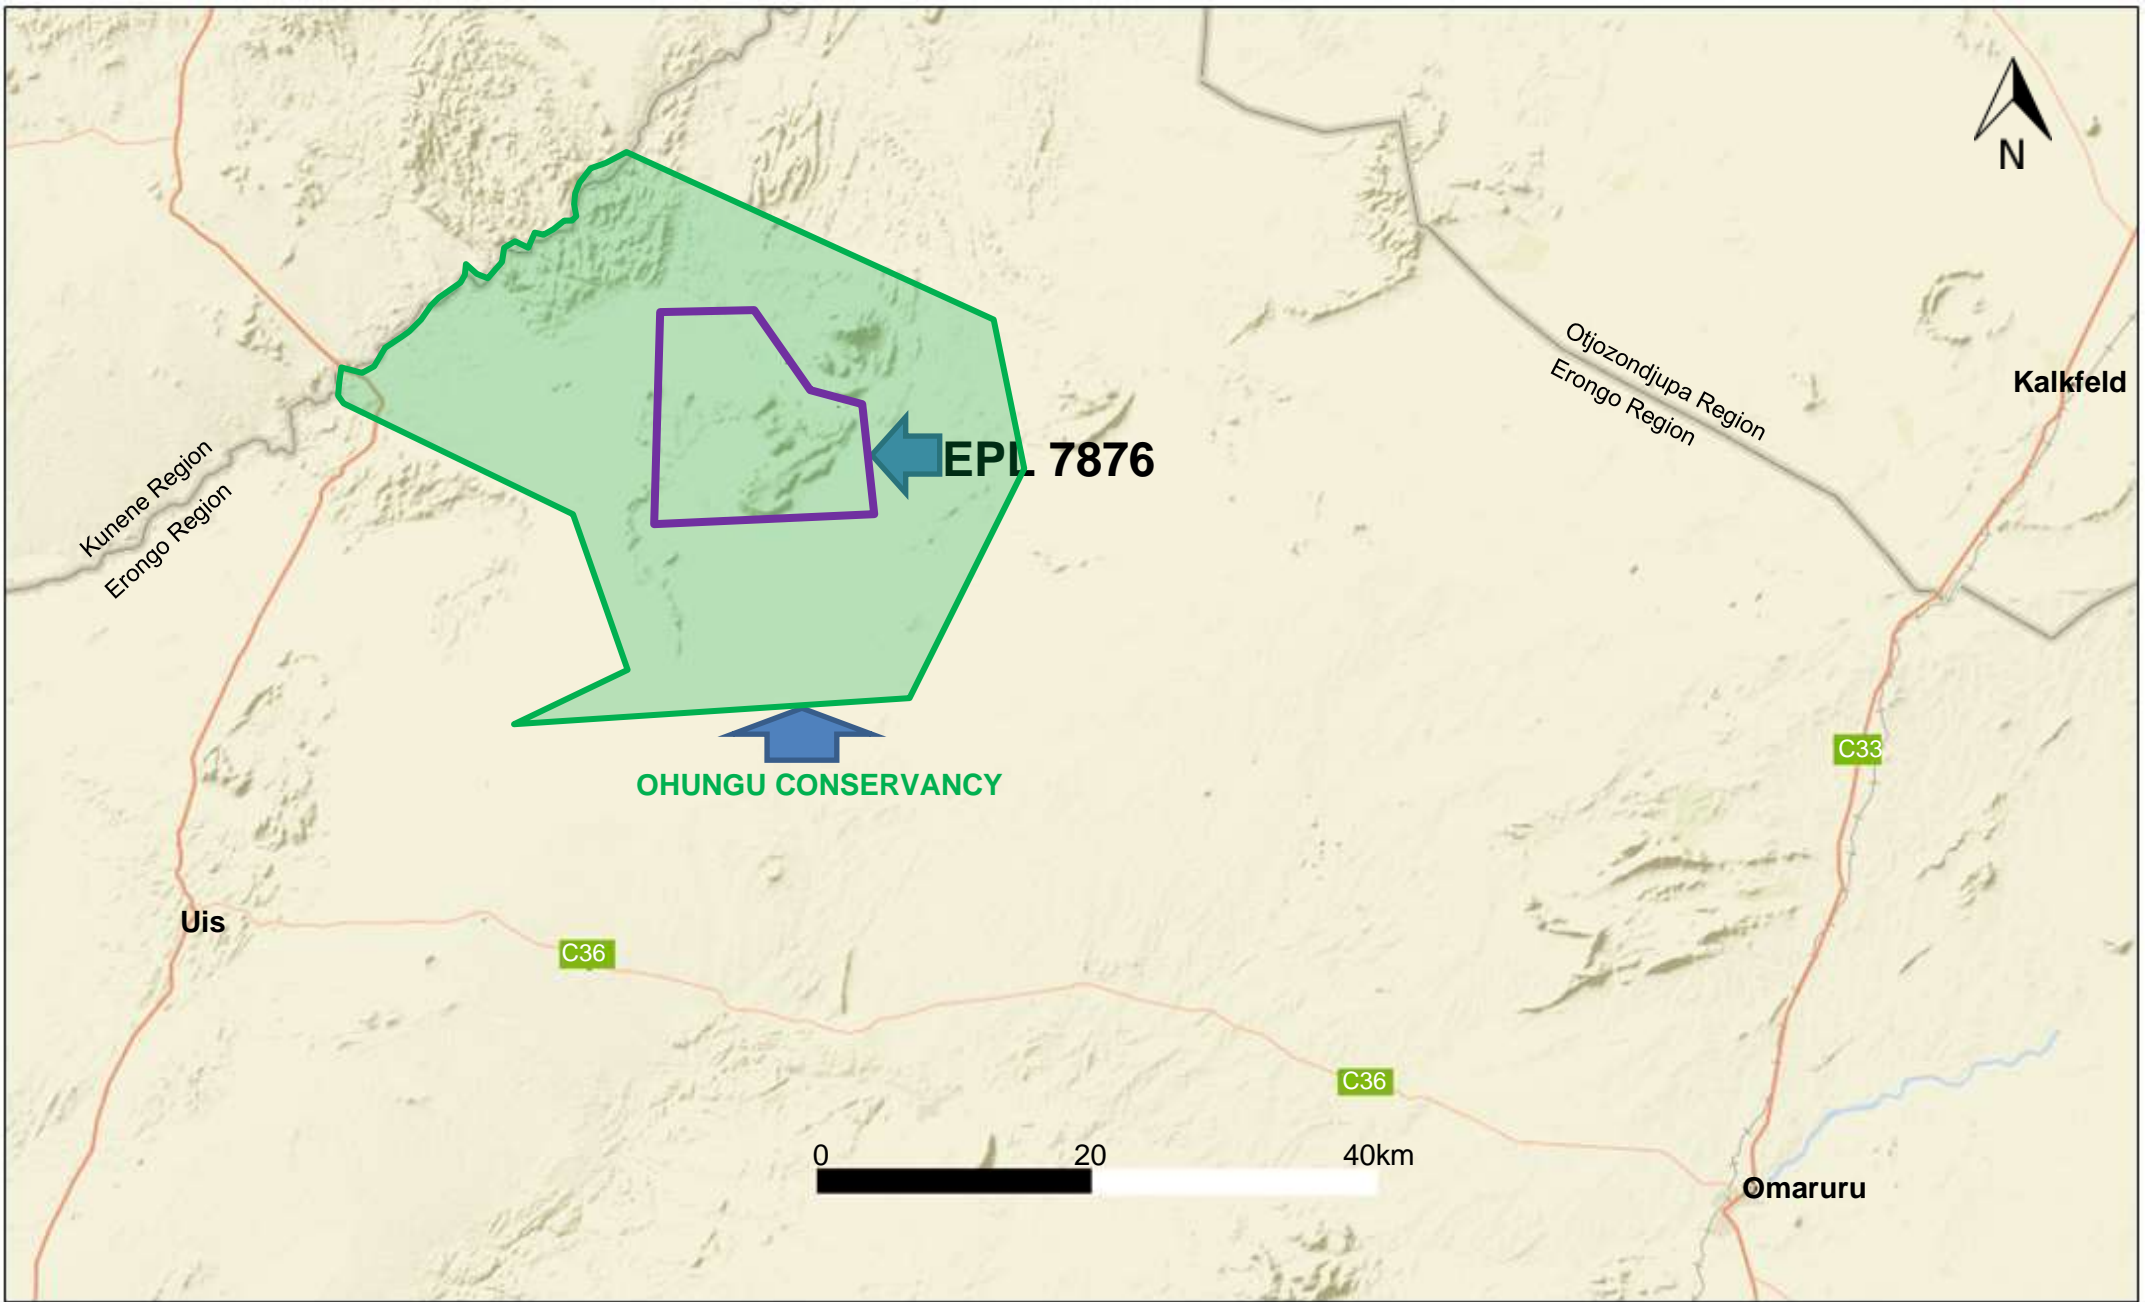 N
Otjozondjupa Region
Erongo Region
Kalkfeld
Kunene Region
Erongo Region
EPL 7876
C33
OHUNGU CONSERVANCY
Uis
C36
C36
0 20 40km
Omaruru